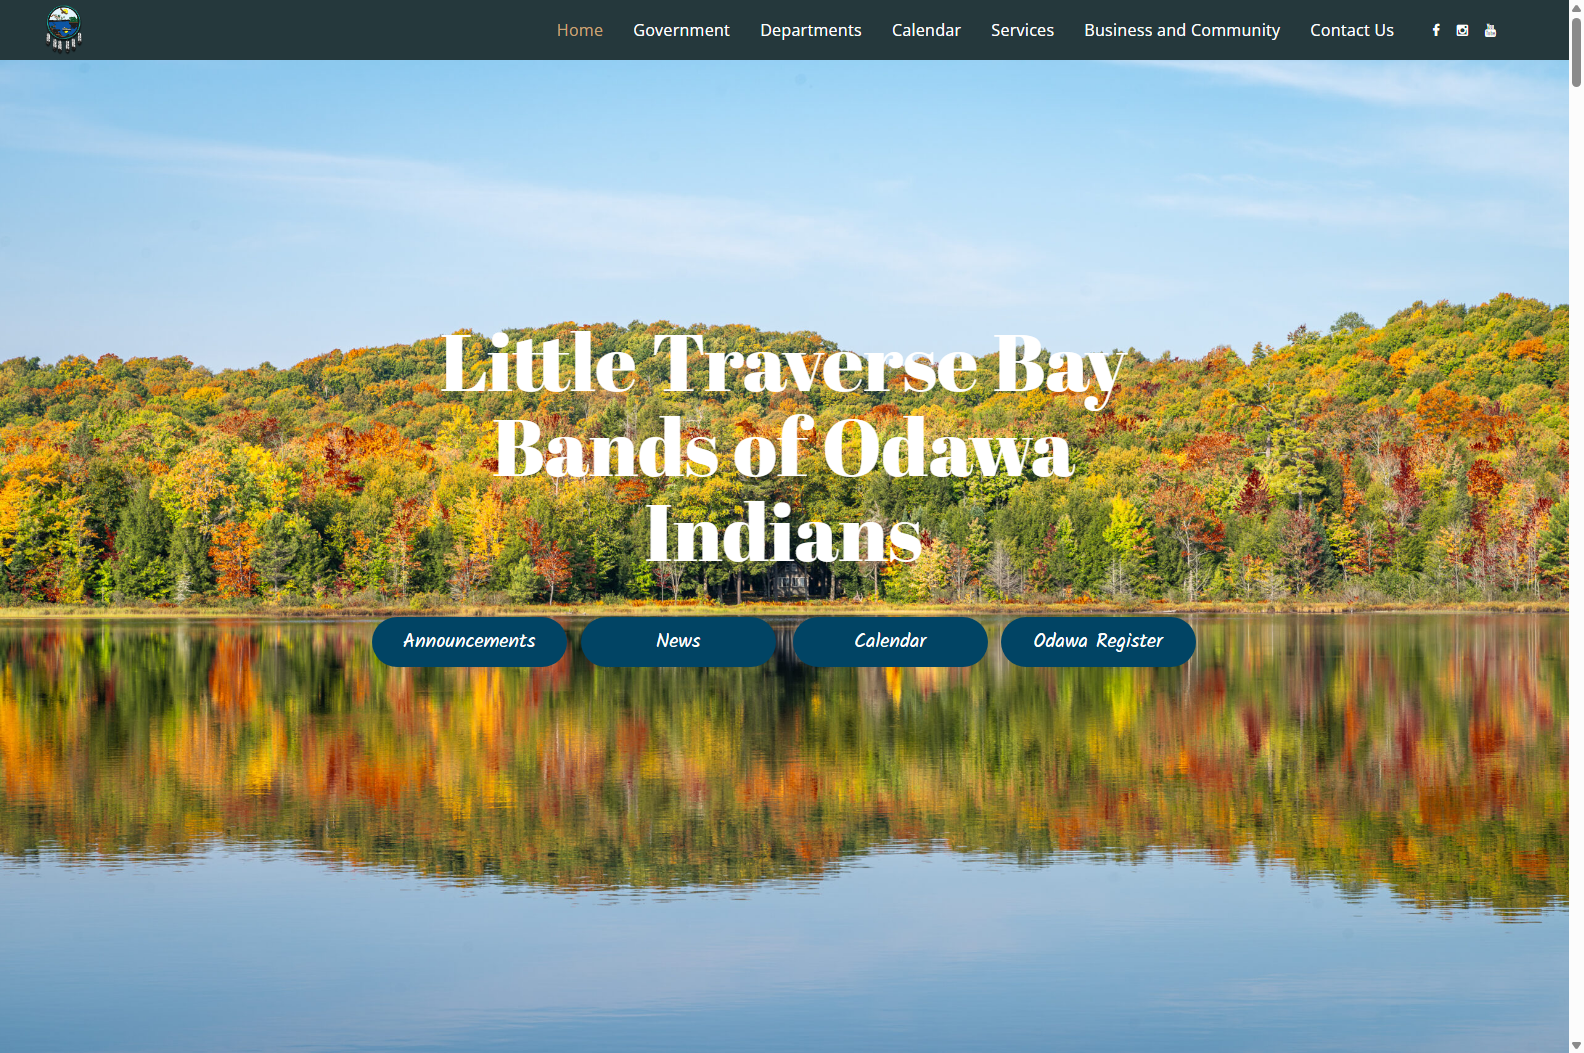 Home Government Departments Calendar Services Business and Community Contact Us
Little Traverse Bay
Bands of Odawa
Indians
Announcements News Calendar Odawa Register